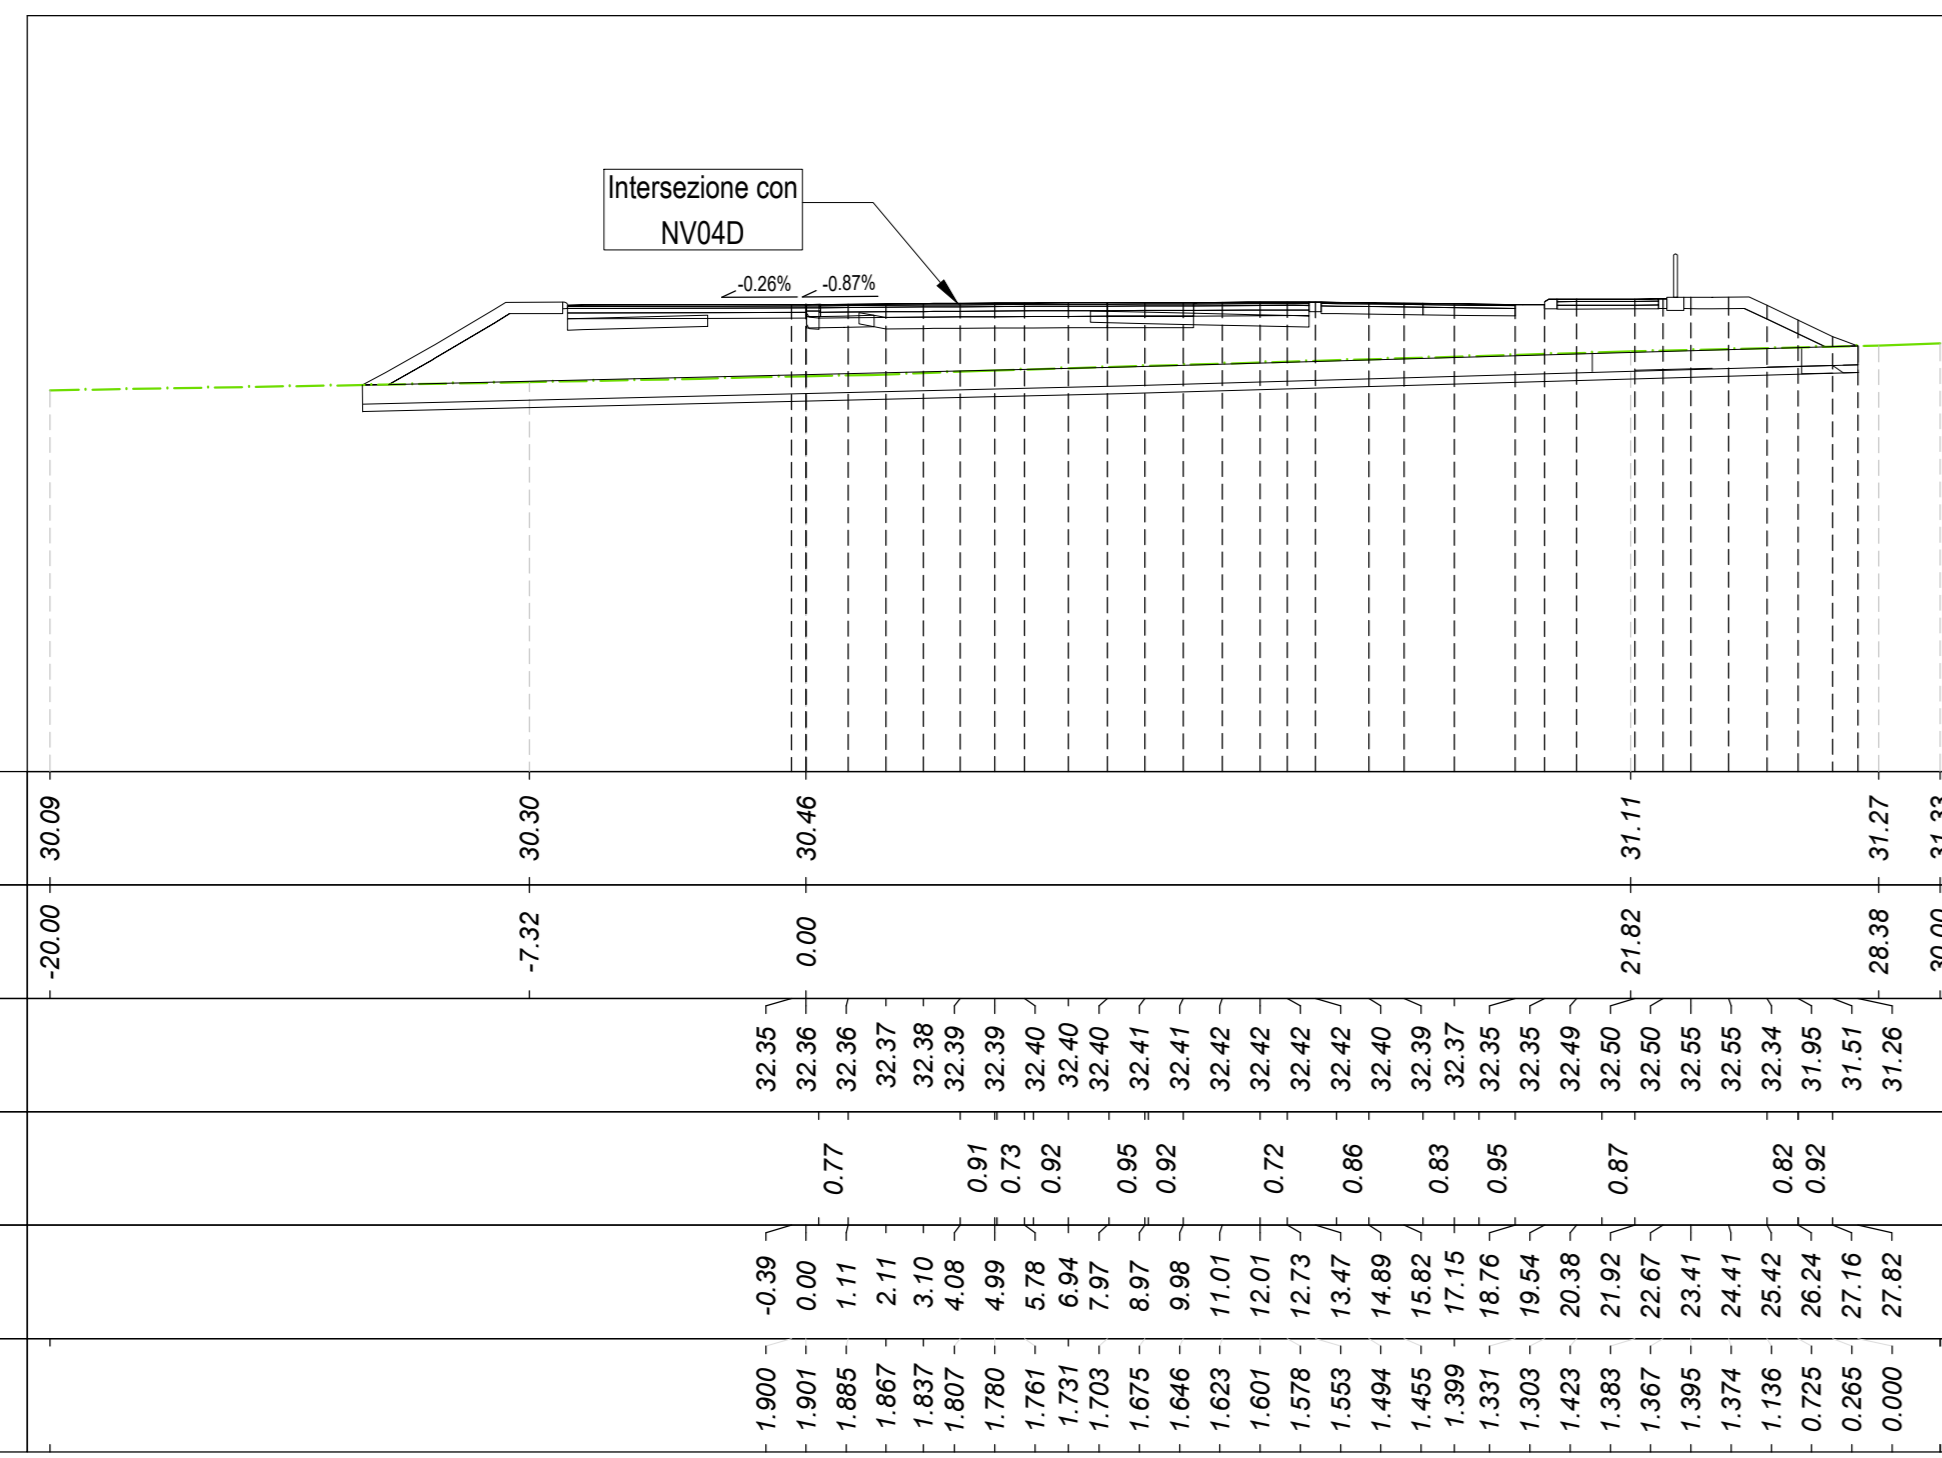 Intersezione con
NV04D
-0.26% -0.87%
30.09 30.30 30.46 31.11 31.27 31.33
-20.00 -7.32 0.00 21.82 28.38 30.00
32.35 32.36 32.36 32.37 32.38 32.39 32.39 32.40 32.40 32.40 32.41 32.41 32.42 32.42 32.42 32.42 32.40 32.39 32.37 32.35 32.35 32.49 32.50 32.50 32.55 32.55 32.34 31.95 31.51 31.26
0.77 0.91 0.73 0.92 0.95 0.92 0.72 0.86 0.83 0.95 0.87 0.82 0.92
-0.39 0.00 1.11 2.11 3.10 4.08 4.99 5.78 6.94 7.97 8.97 9.98 11.01 12.01 12.73 13.47 14.89 15.82 17.15 18.76 19.54 20.38 21.92 22.67 23.41 24.41 25.42 26.24 27.16 27.82
1.900 1.901 1.885 1.867 1.837 1.807 1.780 1.761 1.731 1.703 1.675 1.646 1.623 1.601 1.578 1.553 1.494 1.455 1.399 1.331 1.303 1.423 1.383 1.367 1.395 1.374 1.136 0.725 0.265 0.000